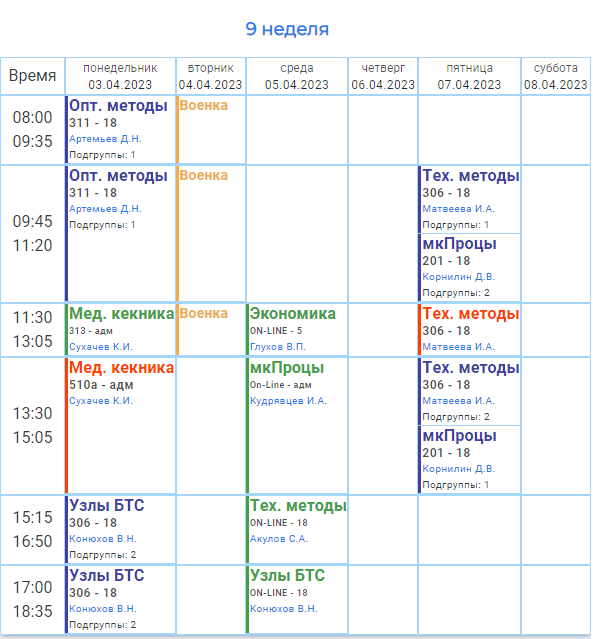 9 неделя
Время
понедельник
03.04.2023
вторник
04.04.2023
среда
05.04.2023
четверг
06.04.2023
пятница
07.04.2023
суббота
08.04.2023
08:00
09:35
Опт. методы
311 - 18
Артемьев Д.Н.
Подгруппы: 1
Военка
09:45
11:20
Опт. методы
311 - 18
Артемьев Д.Н.
Подгруппы: 1
Военка
Тех. методы
306 - 18
Матвеева И.А.
Подгруппы: 1
мкПроцы
201 - 18
Корнилин Д.В.
Подгруппы: 2
11:30
13:05
Мед. кекника
313 - адм
Сухачев К.И.
Военка
Экономика
ON-LINE - 5
Глухов В.П.
Тех. методы
306 - 18
Матвеева И.А.
13:30
15:05
Мед. кекника
510а - адм
Сухачев К.И.
мкПроцы
On-Line - адм
Кудрявцев И.А.
Тех. методы
306 - 18
Матвеева И.А.
Подгруппы: 2
мкПроцы
201 - 18
Корнилин Д.В.
Подгруппы: 1
15:15
16:50
Узлы БТС
306 - 18
Конюхов В.Н.
Подгруппы: 2
Тех. методы
ON-LINE - 18
Акулов С.А.
17:00
18:35
Узлы БТС
306 - 18
Конюхов В.Н.
Подгруппы: 2
Узлы БТС
ON-LINE - 18
Конюхов В.Н.